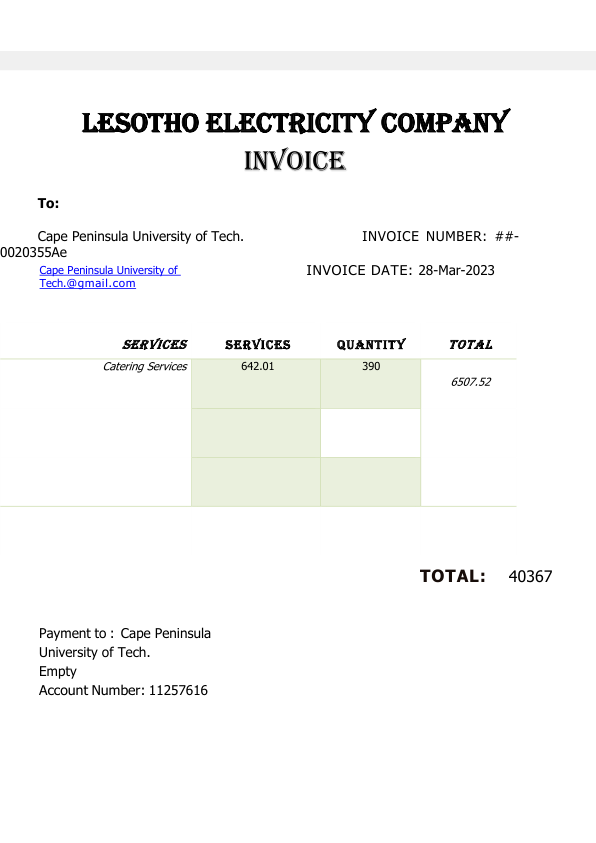 LESOTHO ELECTRICITY COMPANY
INVOICE
To:
Cape Peninsula University of Tech. INVOICE NUMBER: ##-
0020355Ae
Cape Peninsula University of
Tech.@gmail.com
INVOICE DATE: 28-Mar-2023
SERVICES SERVICES QUANTITY TOTAL
Catering Services 642.01 390
6507.52
TOTAL: 40367
Payment to : Cape Peninsula
University of Tech.
Empty
Account Number: 11257616